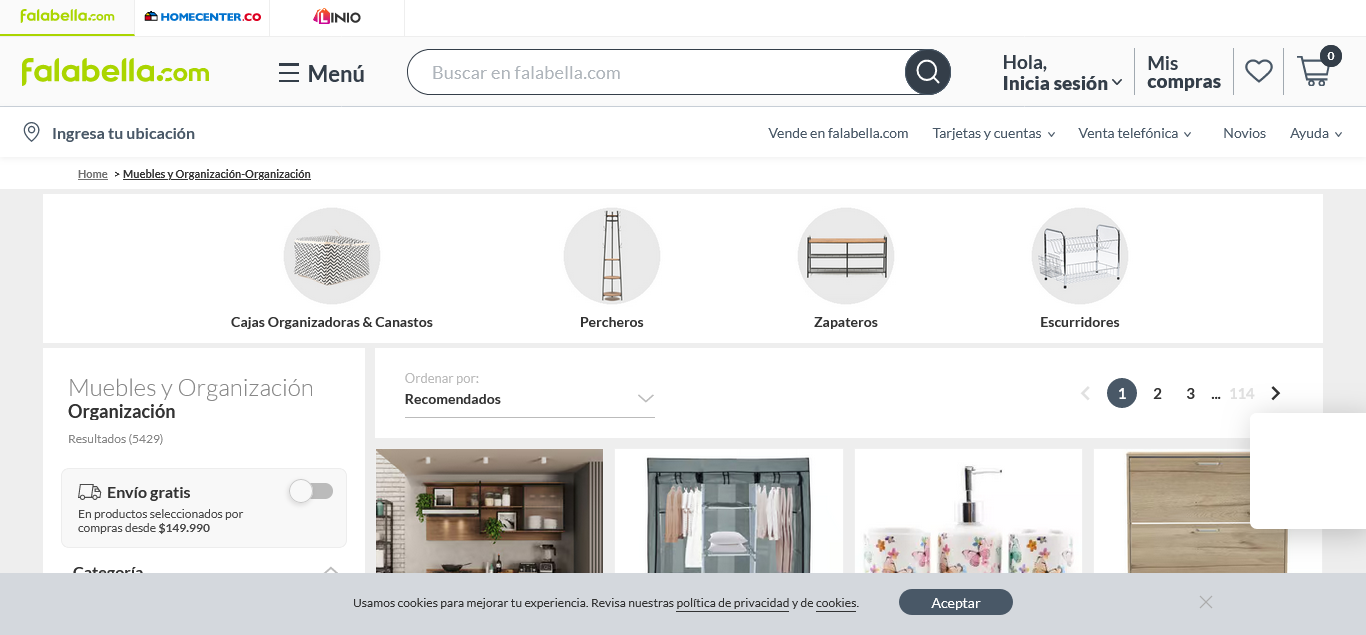 falabella.com
HOMECENTER.CO
LINIO
falabella.com
Menú
Buscar en falabella.com
Hola,
Inicia sesión
Mis
compras
0
Ingresa tu ubicación
Vende en falabella.com
Tarjetas y cuentas
Venta telefónica
Novios
Ayuda
Home > Muebles y Organización-Organización
Cajas Organizadoras & Canastos
Percheros
Zapateros
Escurridores
Muebles y Organización
Organización
Resultados (5429)
Ordenar por:
Recomendados
1 2 3 ... 114
Envío gratis
En productos seleccionados por
compras desde $149.990
Categoría
Usamos cookies para mejorar tu experiencia. Revisa nuestras política de privacidad y de cookies.
Aceptar